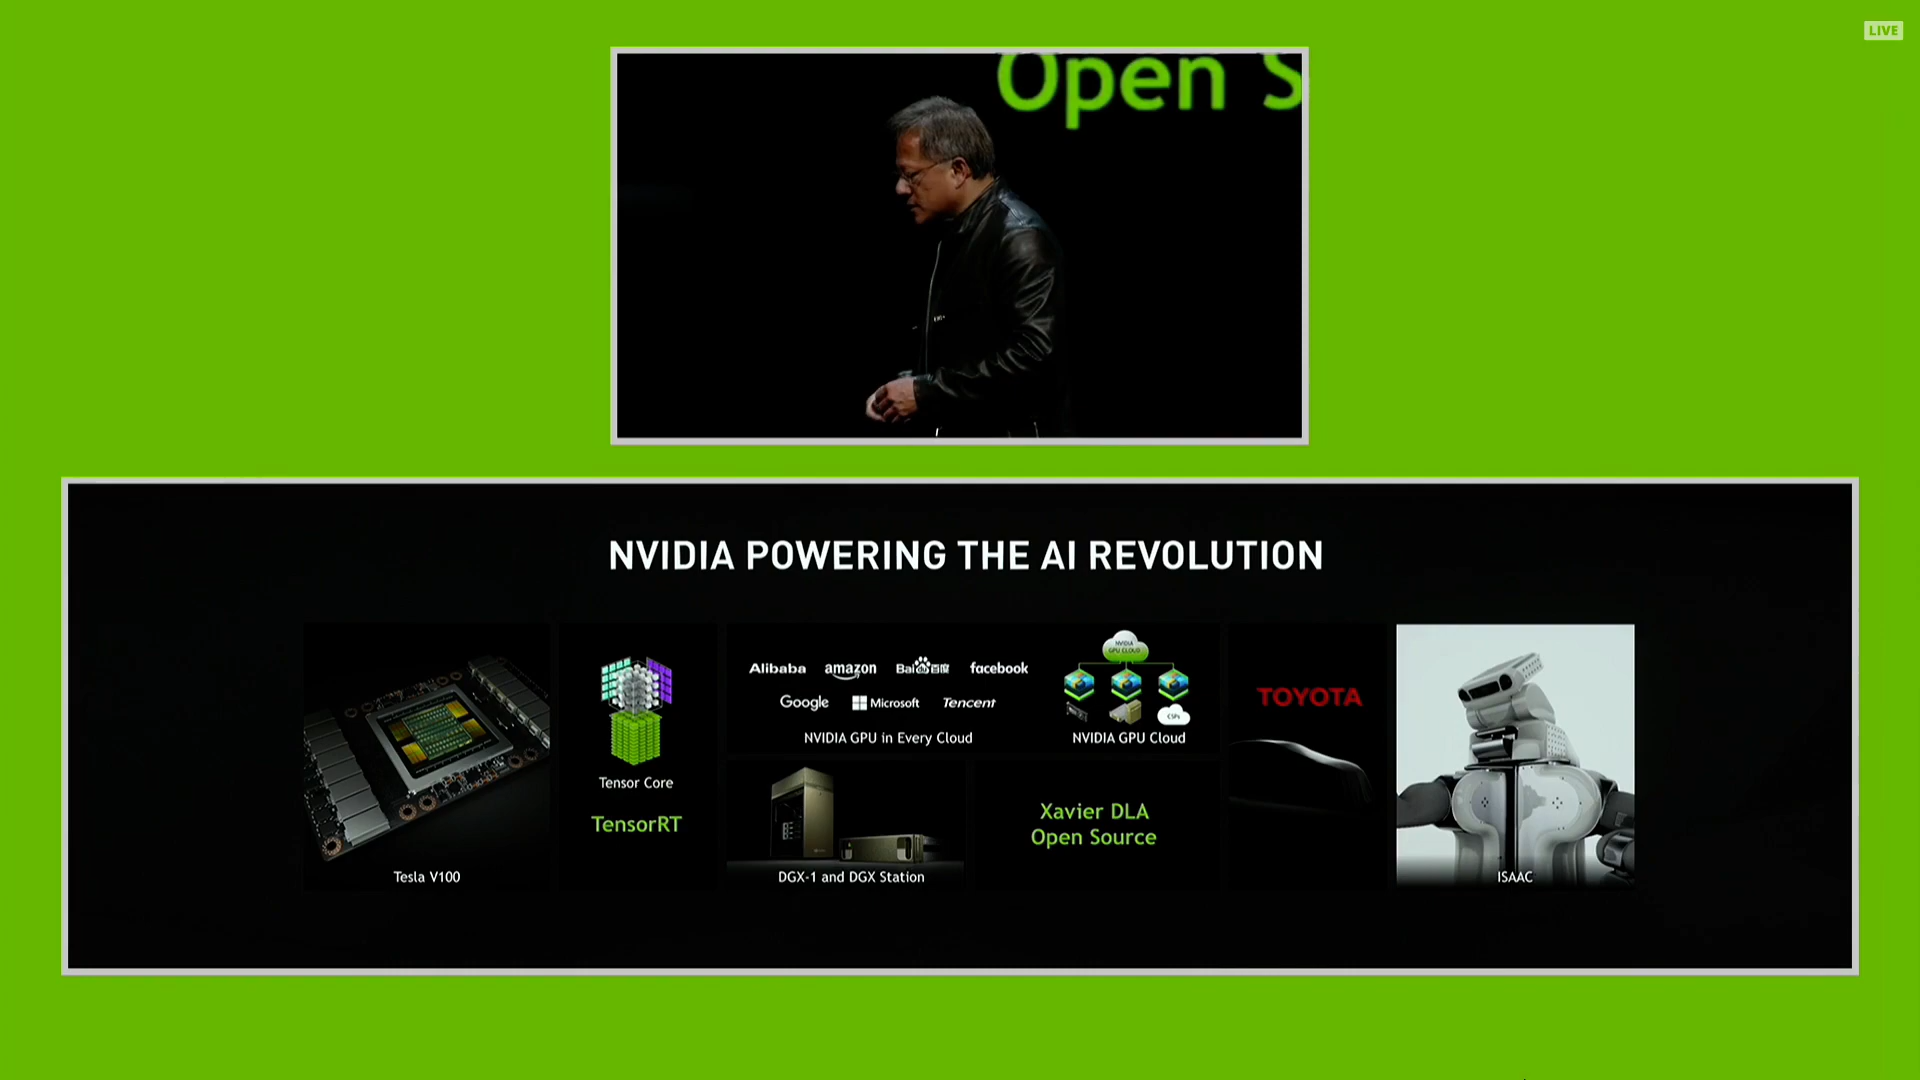 LIVE
Open S
NVIDIA POWERING THE AI REVOLUTION
Tesla V100
Tensor Core
TensorRT
Alibaba amazon Bai百度 facebook
Google Microsoft Tencent
NVIDIA GPU in Every Cloud
NVIDIA
GPU CLOUD
CSPs
NVIDIA GPU Cloud
DGX-1 and DGX Station
Xavier DLA
Open Source
TOYOTA
ISAAC